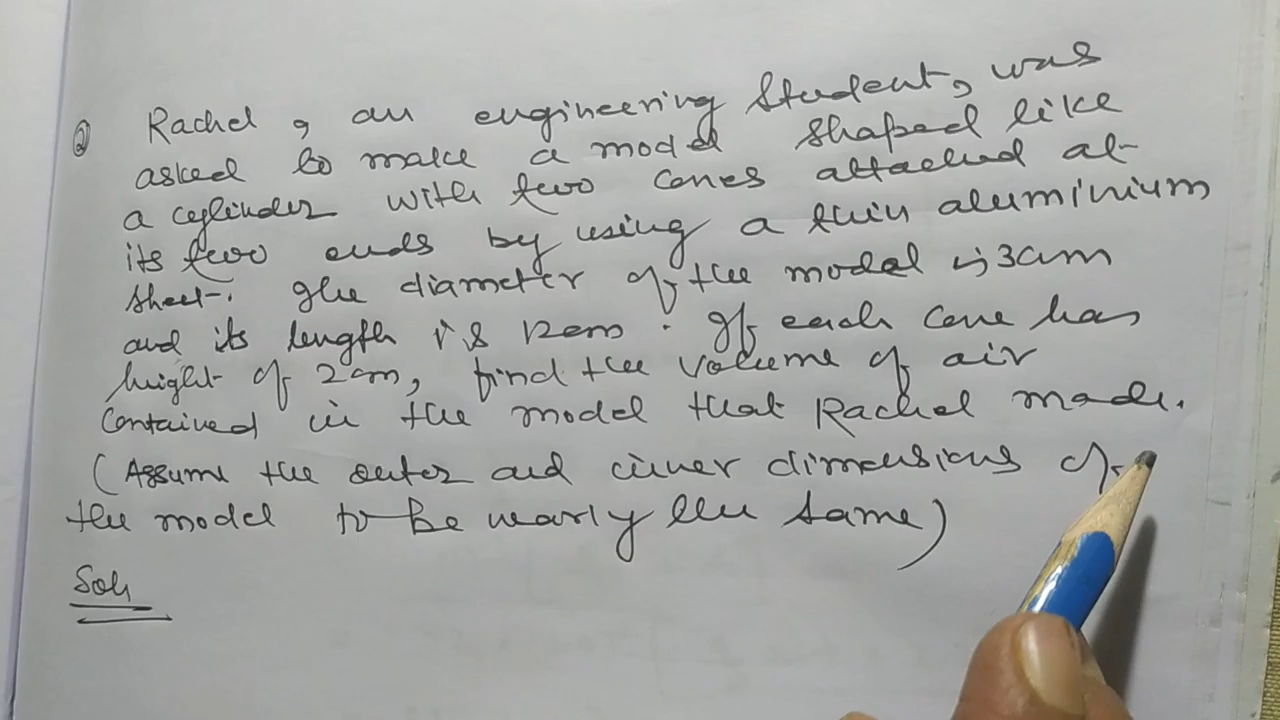 ② Rachel, an engineering Student, was
asked to make a model shaped like
a cylinder with two cones attached at
its two ends by using a thin aluminium
sheet. The diameter of the model is 3cm
and its length is 12cm. If each cone has
height of 2cm, find the volume of air
Contained in the model that Rachel made.
(Assume the outer and inner dimensions of
the model to be nearly the same)
Soln